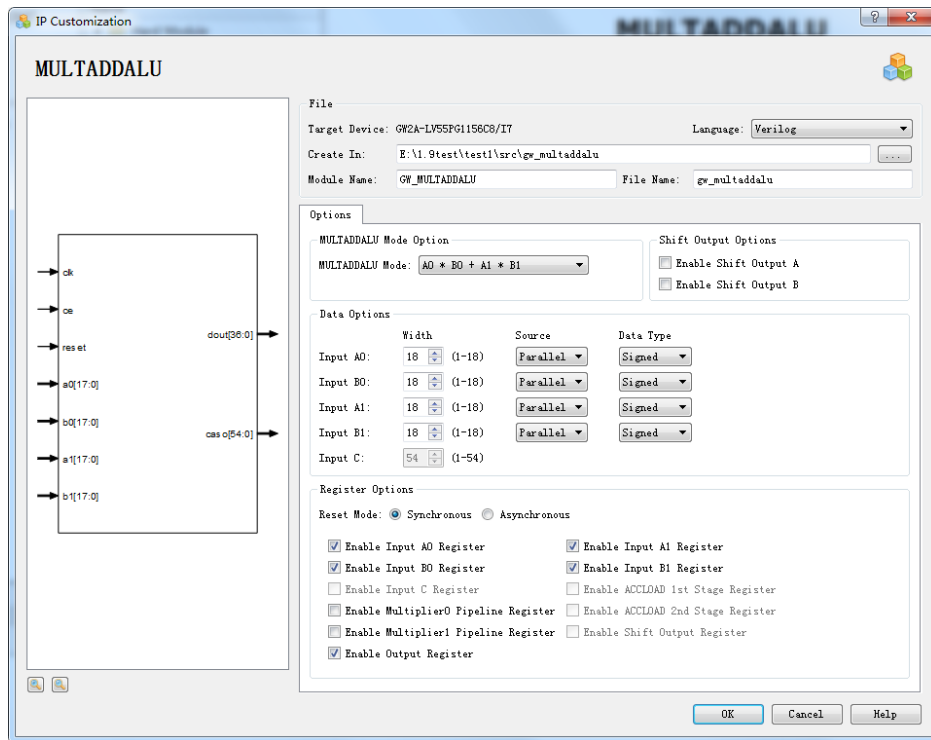 IP Customization
MULTADDALU
MULTADDALU
File
Target Device: GW2A-LV55PG1156C8/I7 Language: Verilog
Create In: E:\1.9test\test1\src\gw_multaddalu ...
Module Name: GW_MULTADDALU File Name: gw_multaddalu
Options
MULTADDALU Mode Option Shift Output Options
MULTADDALU Mode: A0 * B0 + A1 * B1 Enable Shift Output A
Enable Shift Output B
Data Options
Width Source Data Type
Input A0: 18 (1-18) Parallel Signed
Input B0: 18 (1-18) Parallel Signed
Input A1: 18 (1-18) Parallel Signed
Input B1: 18 (1-18) Parallel Signed
Input C: 54 (1-54)
Register Options
Reset Mode: Synchronous Asynchronous
Enable Input A0 Register Enable Input A1 Register
Enable Input B0 Register Enable Input B1 Register
Enable Input C Register Enable ACCLOAD 1st Stage Register
Enable Multiplier0 Pipeline Register Enable ACCLOAD 2nd Stage Register
Enable Multiplier1 Pipeline Register Enable Shift Output Register
Enable Output Register
clk
ce
reset
a0[17:0]
b0[17:0]
a1[17:0]
b1[17:0]
dout[36:0]
caso[54:0]
OK Cancel Help